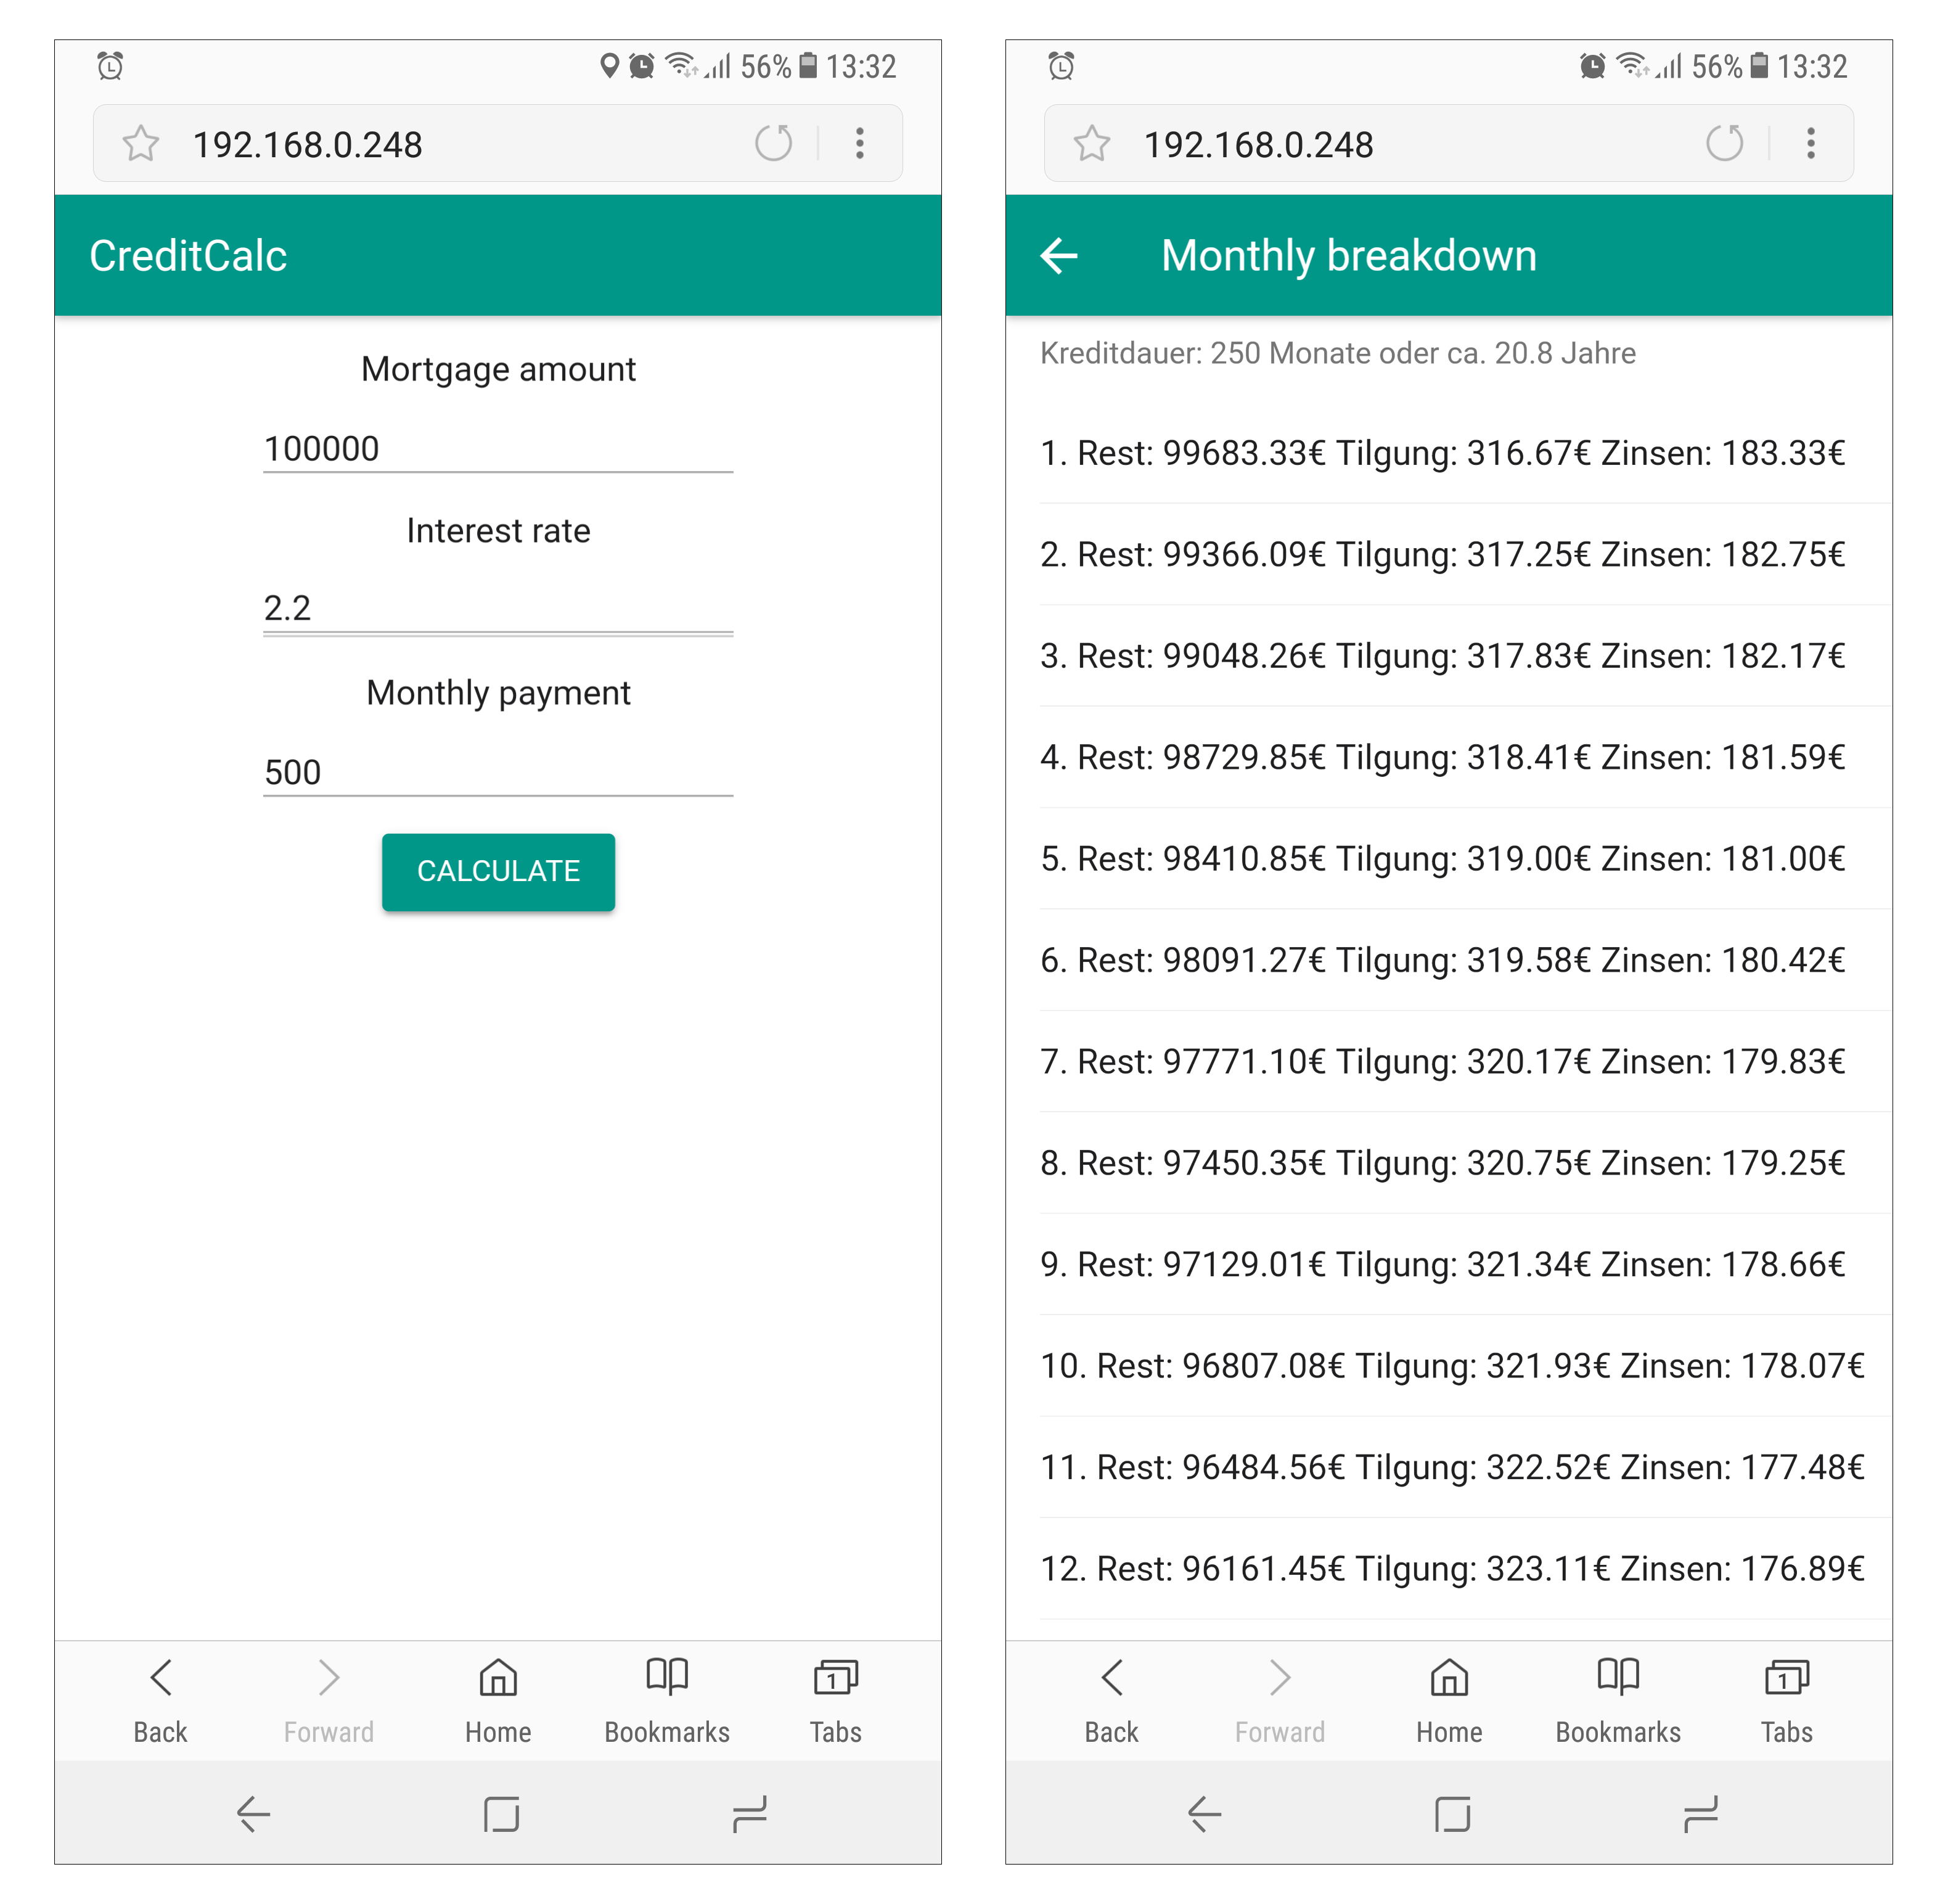 56% 13:32
192.168.0.248
CreditCalc
Mortgage amount
100000
Interest rate
2.2
Monthly payment
500
CALCULATE
Back Forward Home Bookmarks 1 Tabs
56% 13:32
192.168.0.248
Monthly breakdown
Kreditdauer: 250 Monate oder ca. 20.8 Jahre
1. Rest: 99683.33€ Tilgung: 316.67€ Zinsen: 183.33€
2. Rest: 99366.09€ Tilgung: 317.25€ Zinsen: 182.75€
3. Rest: 99048.26€ Tilgung: 317.83€ Zinsen: 182.17€
4. Rest: 98729.85€ Tilgung: 318.41€ Zinsen: 181.59€
5. Rest: 98410.85€ Tilgung: 319.00€ Zinsen: 181.00€
6. Rest: 98091.27€ Tilgung: 319.58€ Zinsen: 180.42€
7. Rest: 97771.10€ Tilgung: 320.17€ Zinsen: 179.83€
8. Rest: 97450.35€ Tilgung: 320.75€ Zinsen: 179.25€
9. Rest: 97129.01€ Tilgung: 321.34€ Zinsen: 178.66€
10. Rest: 96807.08€ Tilgung: 321.93€ Zinsen: 178.07€
11. Rest: 96484.56€ Tilgung: 322.52€ Zinsen: 177.48€
12. Rest: 96161.45€ Tilgung: 323.11€ Zinsen: 176.89€
Back Forward Home Bookmarks 1 Tabs